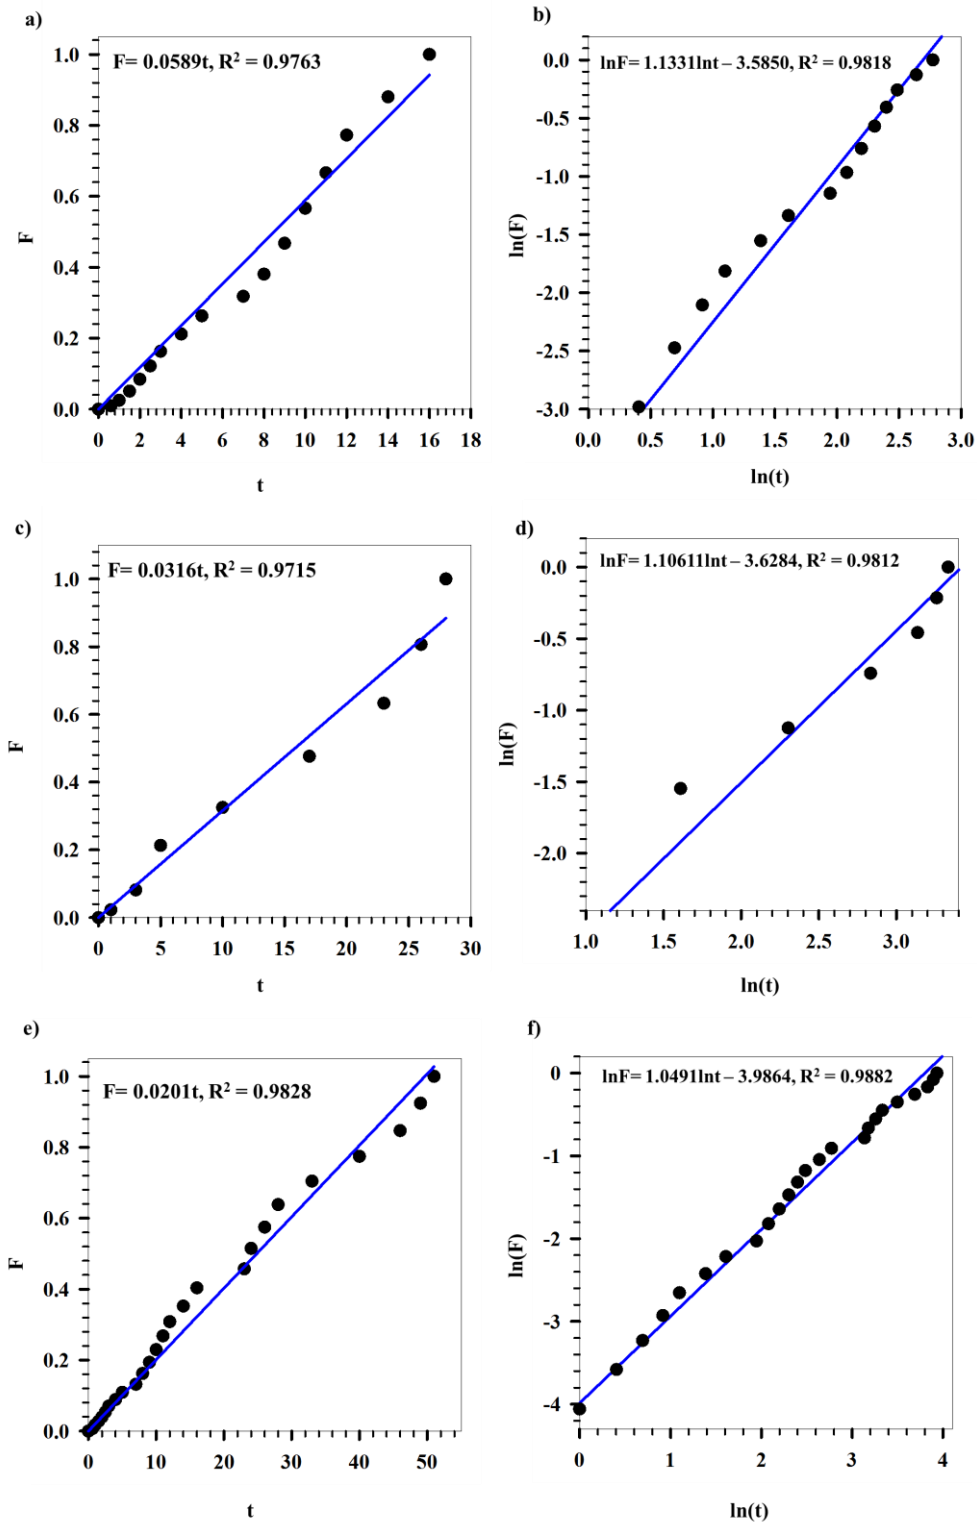 a)
F= 0.0589t, R² = 0.9763
1.0
0.8
0.6
0.4
0.2
0.0
F
0 2 4 6 8 10 12 14 16 18
t
b)
lnF= 1.1331lnt – 3.5850, R² = 0.9818
0.0
-0.5
-1.0
-1.5
-2.0
-2.5
-3.0
ln(F)
0.0 0.5 1.0 1.5 2.0 2.5 3.0
ln(t)
c)
F= 0.0316t, R² = 0.9715
1.0
0.8
0.6
0.4
0.2
0.0
F
0 5 10 15 20 25 30
t
d)
lnF= 1.10611lnt – 3.6284, R² = 0.9812
0.0
-0.5
-1.0
-1.5
-2.0
ln(F)
1.0 1.5 2.0 2.5 3.0
ln(t)
e)
F= 0.0201t, R² = 0.9828
1.0
0.8
0.6
0.4
0.2
0.0
F
0 10 20 30 40 50
t
f)
lnF= 1.0491lnt – 3.9864, R² = 0.9882
0
-1
-2
-3
-4
ln(F)
0 1 2 3 4
ln(t)